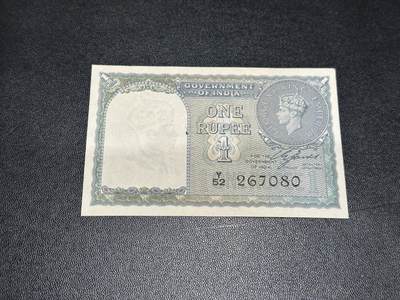 GOVERNMENT
OF INDIA
ONE
RUPEE
1
Y/52 267080